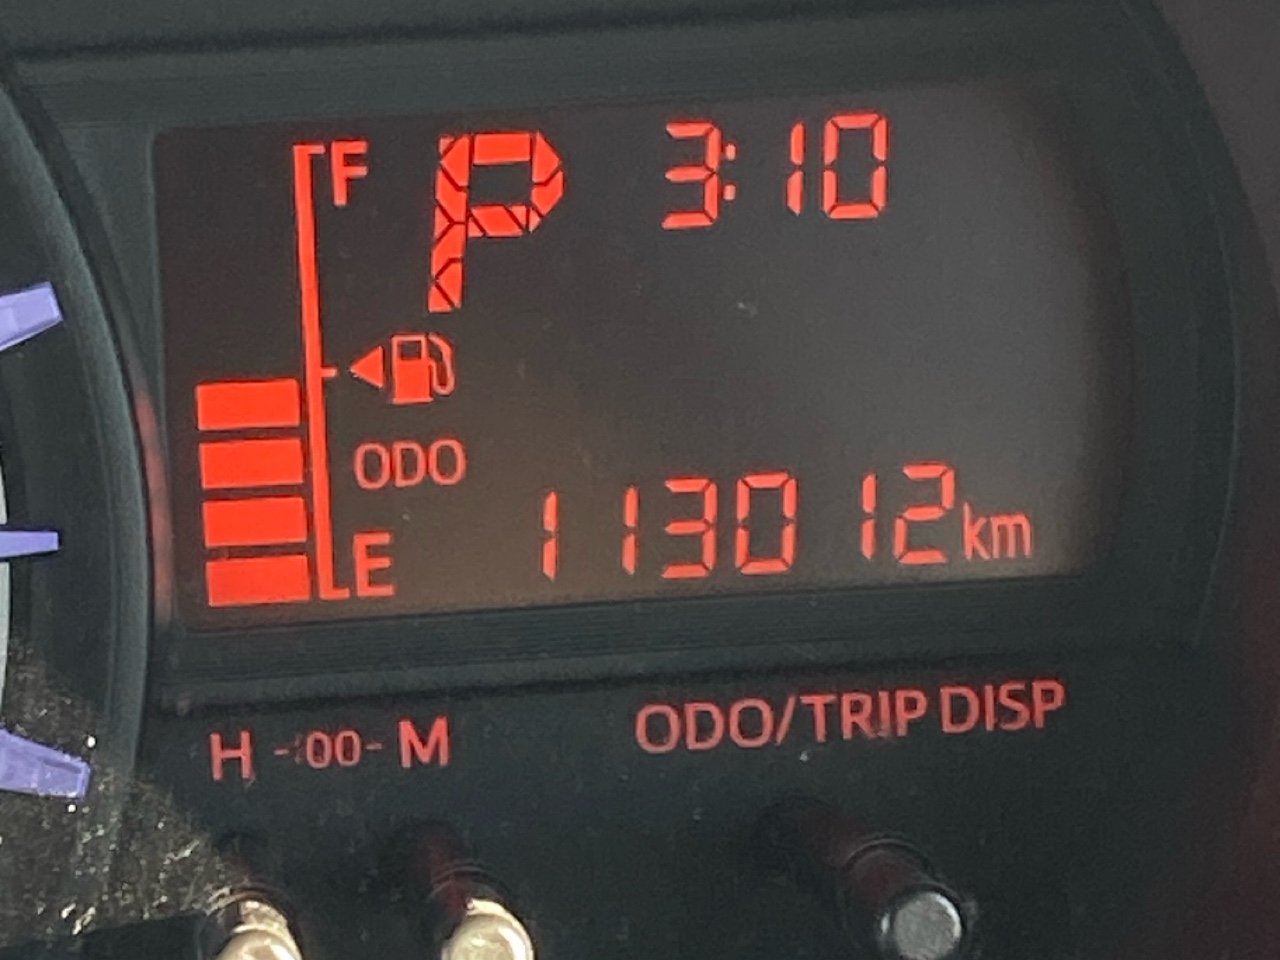 F P 3:10
ODO
E 113012km
H -:00- M ODO/TRIP DISP